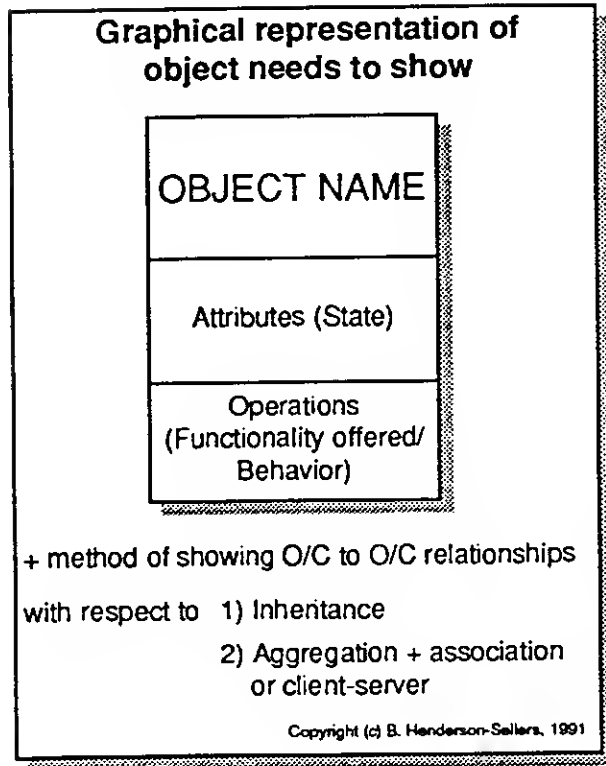 Graphical representation of
object needs to show
OBJECT NAME
Attributes (State)
Operations
(Functionality offered/
Behavior)
+ method of showing O/C to O/C relationships
with respect to 1) Inheritance
2) Aggregation + association
or client-server
Copyright (c) B. Henderson-Sellers, 1991